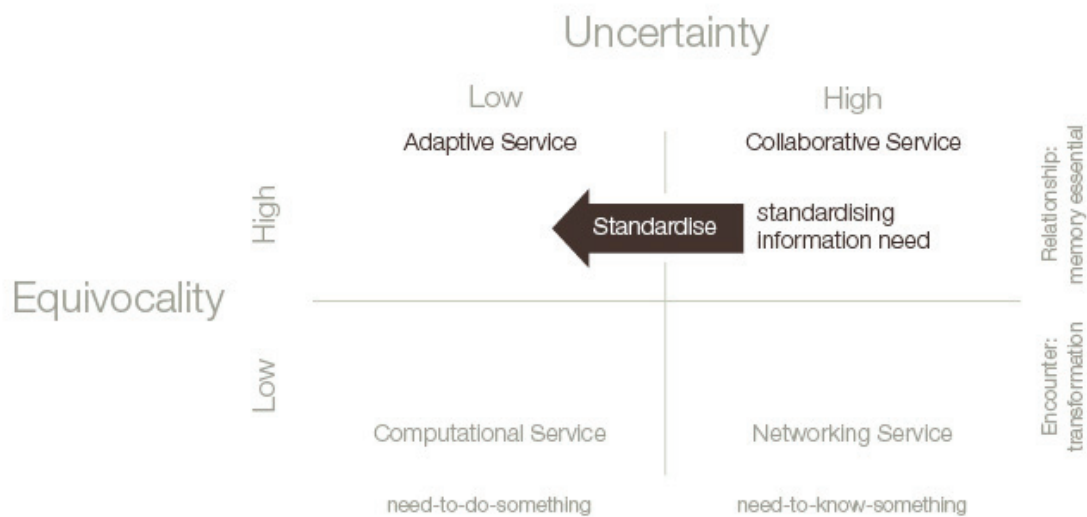 Uncertainty
Low
High
Adaptive Service
Collaborative Service
Relationship:
memory essential
High
Standardise
standardising
information need
Equivocality
Low
Encounter:
transformation
Computational Service
Networking Service
need-to-do-something
need-to-know-something